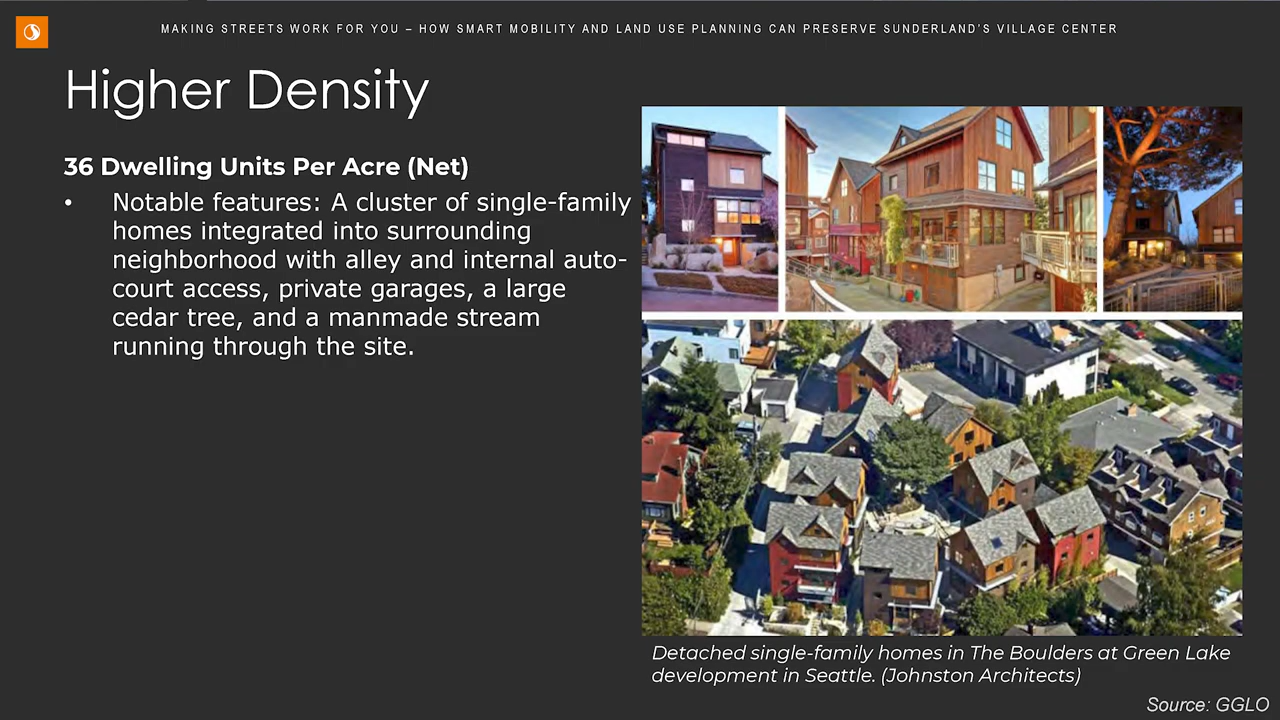 MAKING STREETS WORK FOR YOU – HOW SMART MOBILITY AND LAND USE PLANNING CAN PRESERVE SUNDERLAND'S VILLAGE CENTER
Higher Density
36 Dwelling Units Per Acre (Net)
• Notable features: A cluster of single-family
homes integrated into surrounding
neighborhood with alley and internal auto-
court access, private garages, a large
cedar tree, and a manmade stream
running through the site.
Detached single-family homes in The Boulders at Green Lake
development in Seattle. (Johnston Architects)
Source: GGLO